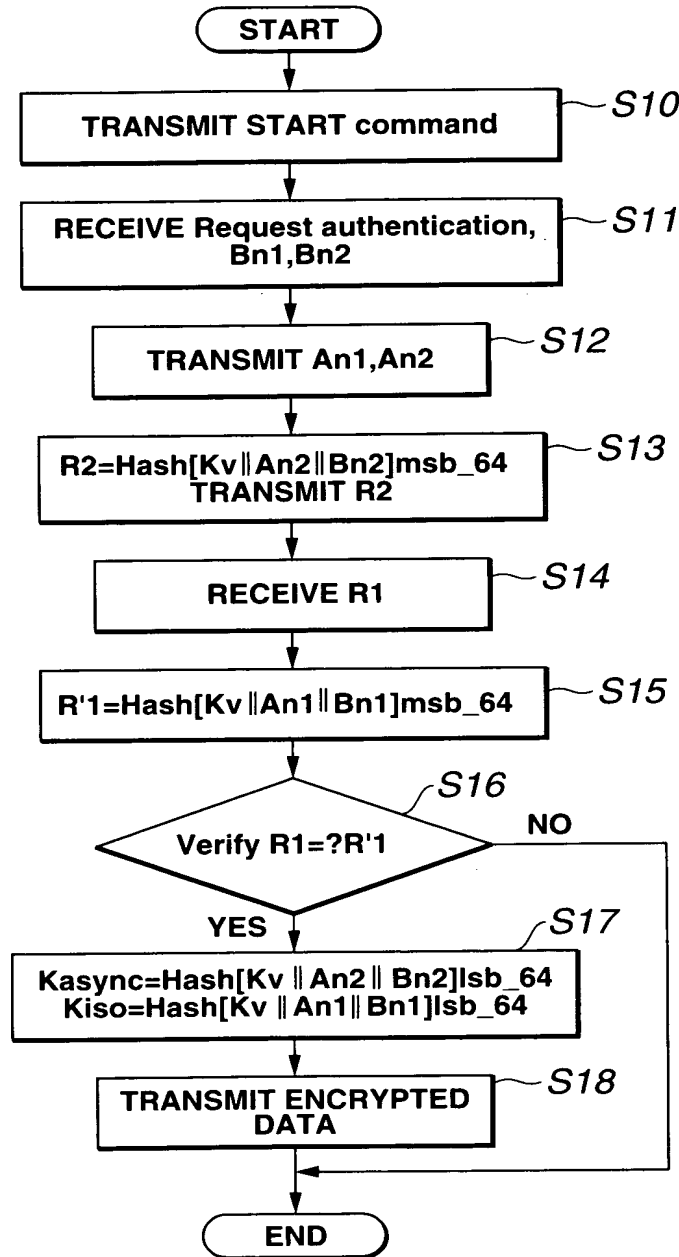 START
TRANSMIT START command
S10
RECEIVE Request authentication,
Bn1,Bn2
S11
TRANSMIT An1,An2
S12
R2=Hash[Kv||An2||Bn2]msb_64
TRANSMIT R2
S13
RECEIVE R1
S14
R'1=Hash[Kv||An1||Bn1]msb_64
S15
Verify R1=?R'1
S16
NO
YES
S17
Kasync=Hash[Kv || An2 || Bn2]lsb_64
Kiso=Hash[Kv || An1|| Bn1]lsb_64
TRANSMIT ENCRYPTED
DATA
S18
END